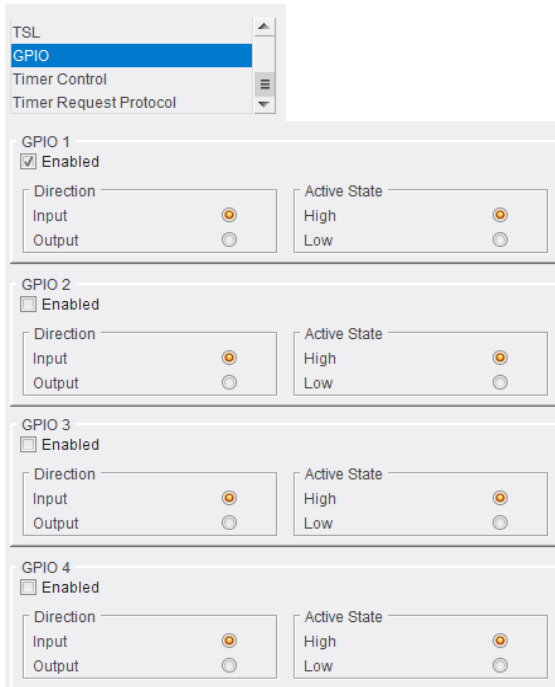 TSL
GPIO
Timer Control
Timer Request Protocol
GPIO 1
Enabled
Direction
Active State
Input
High
Output
Low
GPIO 2
Enabled
Direction
Active State
Input
High
Output
Low
GPIO 3
Enabled
Direction
Active State
Input
High
Output
Low
GPIO 4
Enabled
Direction
Active State
Input
High
Output
Low